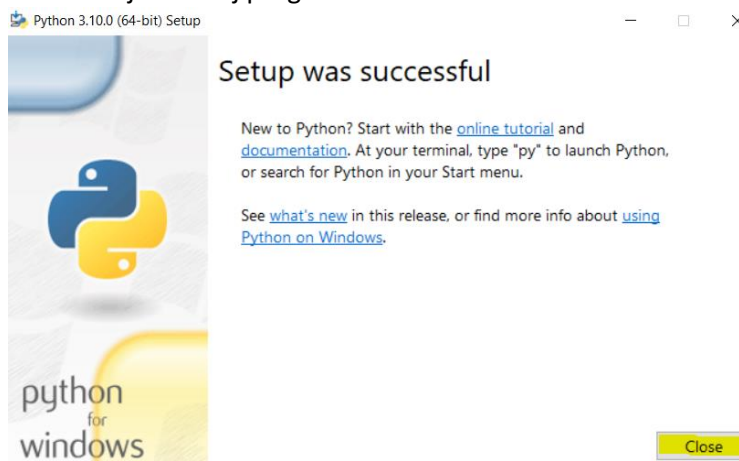 Python 3.10.0 (64-bit) Setup
Setup was successful
New to Python? Start with the online tutorial and
documentation. At your terminal, type "py" to launch Python,
or search for Python in your Start menu.
See what's new in this release, or find more info about using
Python on Windows.
python
for
windows
Close